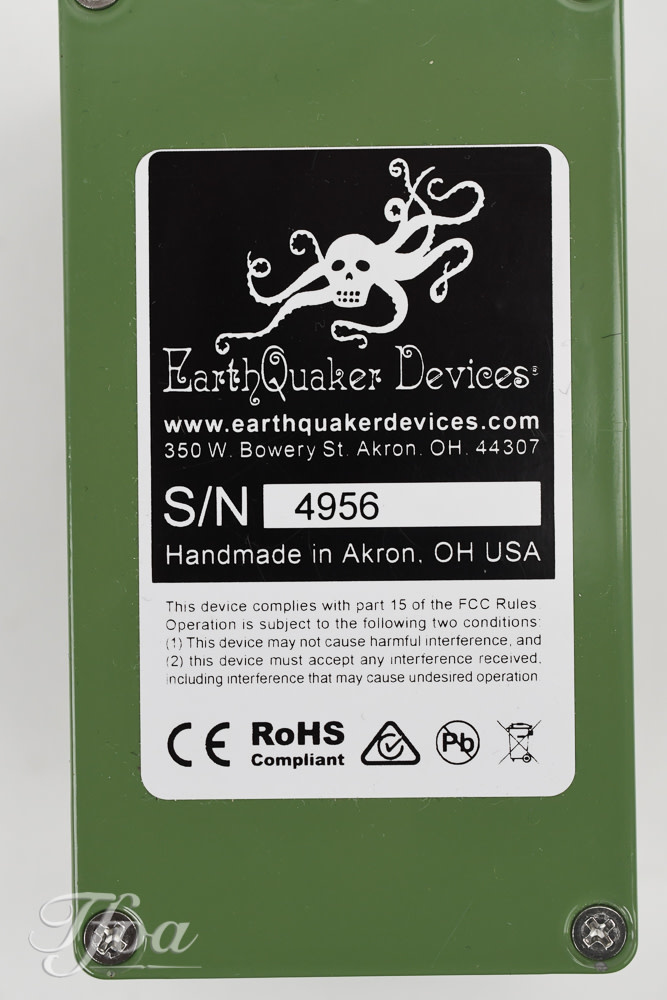 EarthQuaker Devices
www.earthquakerdevices.com
350 W. Bowery St. Akron, OH. 44307
S/N 4956
Handmade in Akron, OH USA
This device complies with part 15 of the FCC Rules.
Operation is subject to the following two conditions:
(1) This device may not cause harmful interference, and
(2) this device must accept any interference received,
including interference that may cause undesired operation
CE RoHS Compliant Pb
Tfoa